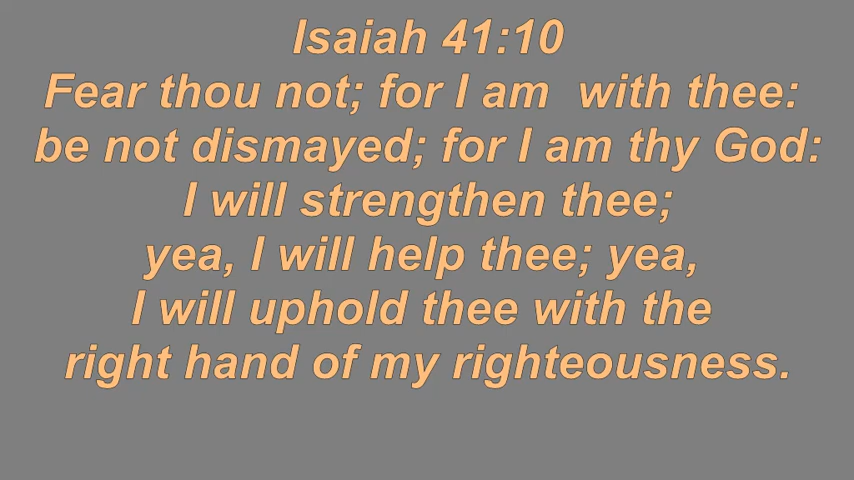 Isaiah 41:10
Fear thou not; for I am  with thee:
be not dismayed; for I am thy God:
I will strengthen thee;
yea, I will help thee; yea,
I will uphold thee with the
right hand of my righteousness.